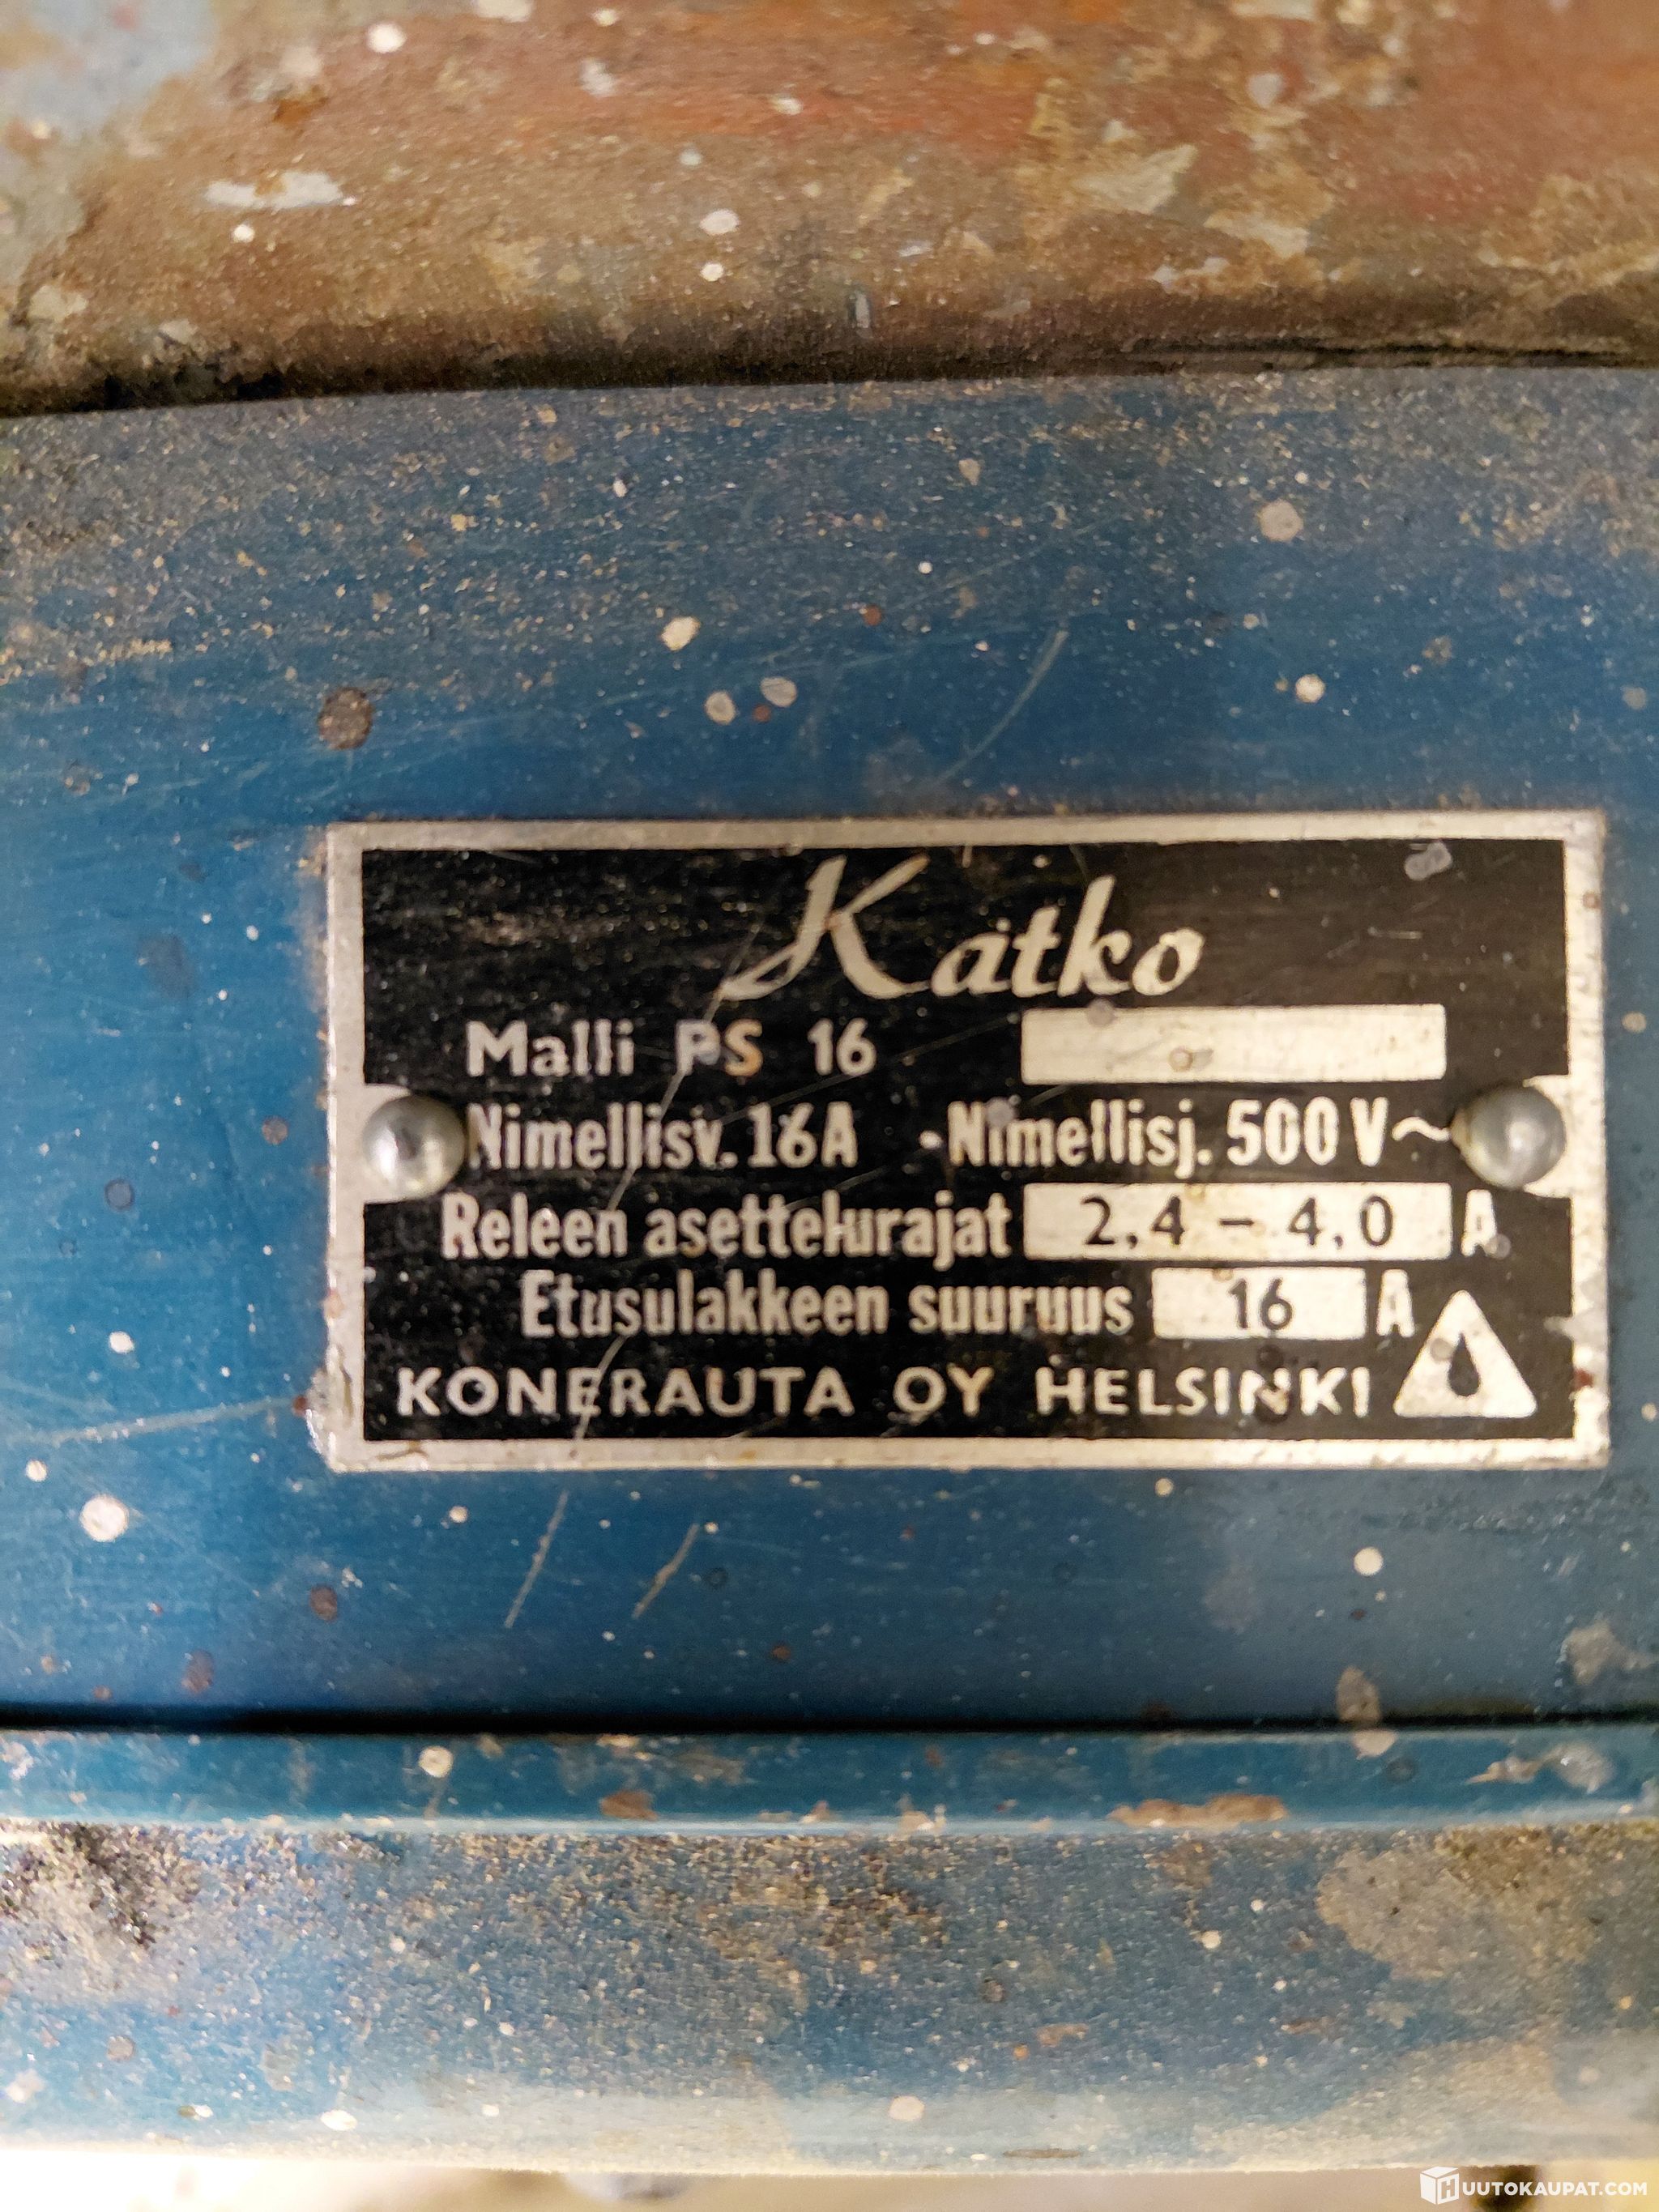 Katko
Malli PS 16
Nimellisv. 16A Nimellisj. 500 V~
Releen asettelurajat 2,4 – 4,0 A
Etusulakkeen suuruus 16 A
KONERAUTA OY HELSINKI
HUUTOKAUPAT.COM